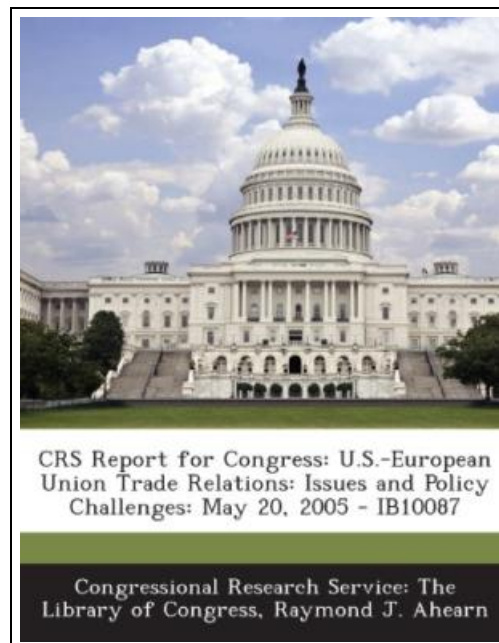 CRS Report for Congress: U.S.-European
Union Trade Relations: Issues and Policy
Challenges: May 20, 2005 - IB10087
Congressional Research Service: The
Library of Congress, Raymond J. Ahearn